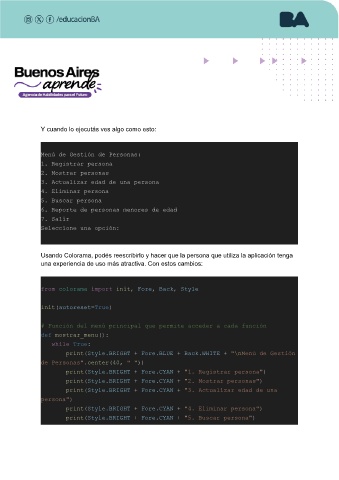 /educacionBA
BA
Buenos Aires
aprende
Agencia de Habilidades para el Futuro
Y cuando lo ejecutás ves algo como esto:
Menú de Gestión de Personas:
1. Registrar persona
2. Mostrar personas
3. Actualizar edad de una persona
4. Eliminar persona
5. Buscar persona
6. Reporte de personas menores de edad
7. Salir
Seleccione una opción:
Usando Colorama, podés reescribirlo y hacer que la persona que utiliza la aplicación tenga
una experiencia de uso más atractiva. Con estos cambios:
from colorama import init, Fore, Back, Style
init(autoreset=True)
# Función del menú principal que permite acceder a cada función
def mostrar_menu():
while True:
print(Style.BRIGHT + Fore.BLUE + Back.WHITE + "\nMenú de Gestión
de Personas".center(40, " "))
print(Style.BRIGHT + Fore.CYAN + "1. Registrar persona")
print(Style.BRIGHT + Fore.CYAN + "2. Mostrar personas")
print(Style.BRIGHT + Fore.CYAN + "3. Actualizar edad de una
persona")
print(Style.BRIGHT + Fore.CYAN + "4. Eliminar persona")
print(Style.BRIGHT + Fore.CYAN + "5. Buscar persona")